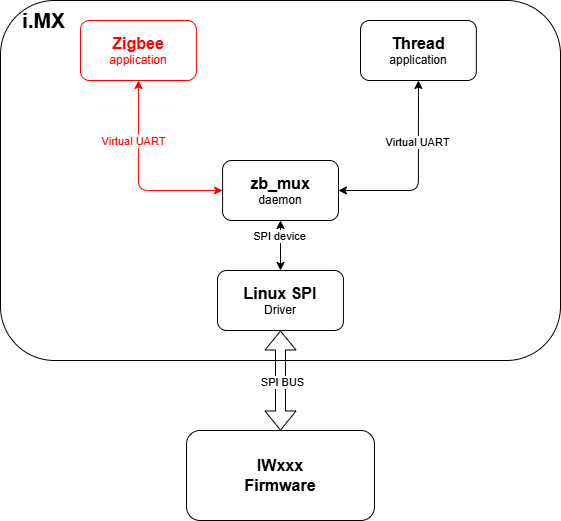 i.MX
Zigbee
application
Thread
application
Virtual UART
Virtual UART
zb_mux
daemon
SPI device
Linux SPI
Driver
SPI BUS
IWxxx
Firmware